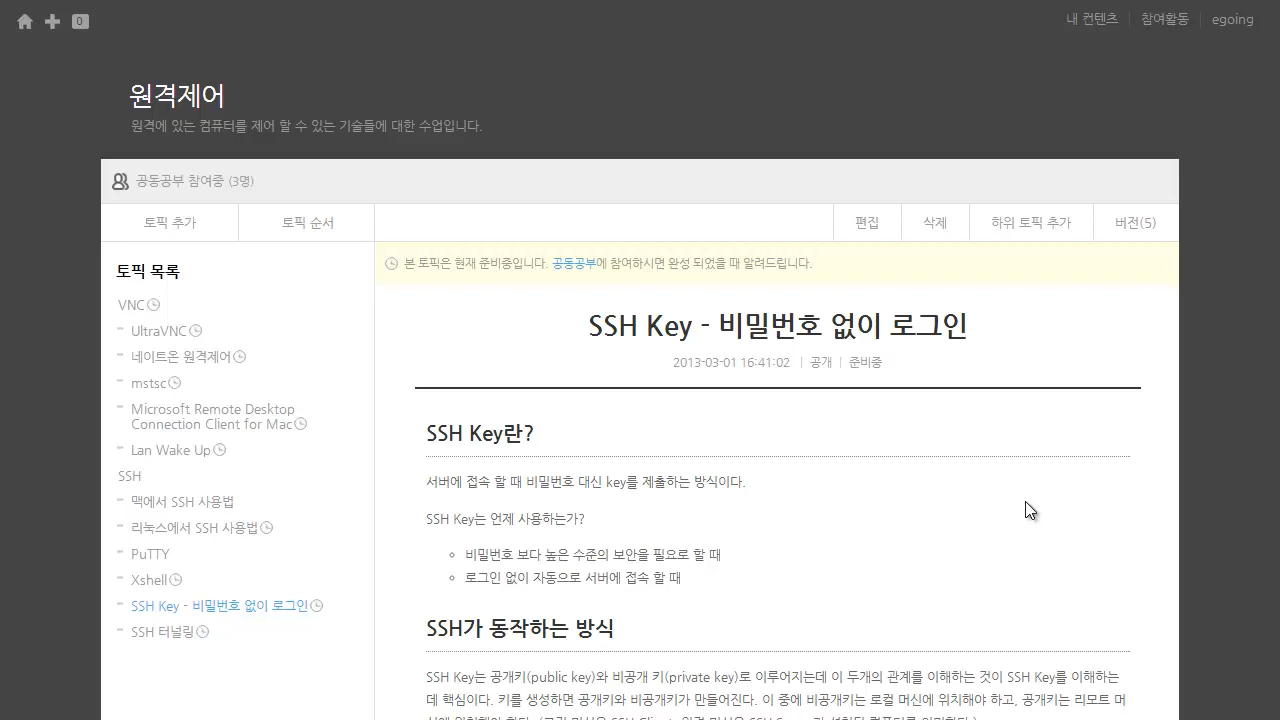 0
내 컨텐츠
참여활동
egoing
원격제어
원격에 있는 컴퓨터를 제어 할 수 있는 기술들에 대한 수업입니다.
공동공부 참여중 (3명)
토픽 추가
토픽 순서
편집
삭제
하위 토픽 추가
버전(5)
토픽 목록
VNC
UltraVNC
네이트온 원격제어
mstsc
Microsoft Remote Desktop
Connection Client for Mac
Lan Wake Up
SSH
맥에서 SSH 사용법
리눅스에서 SSH 사용법
PuTTY
Xshell
SSH Key - 비밀번호 없이 로그인
SSH 터널링
본 토픽은 현재 준비중입니다. 공동공부에 참여하시면 완성 되었을 때 알려드립니다.
SSH Key - 비밀번호 없이 로그인
2013-03-01 16:41:02 | 공개 | 준비중
SSH Key란?
서버에 접속 할 때 비밀번호 대신 key를 제출하는 방식이다.
SSH Key는 언제 사용하는가?
비밀번호 보다 높은 수준의 보안을 필요로 할 때
로그인 없이 자동으로 서버에 접속 할 때
SSH가 동작하는 방식
SSH Key는 공개키(public key)와 비공개 키(private key)로 이루어지는데 이 두개의 관계를 이해하는 것이 SSH Key를 이해하는
데 핵심이다. 키를 생성하면 공개키와 비공개키가 만들어진다. 이 중에 비공개키는 로컬 머신에 위치해야 하고, 공개키는 리모트 머